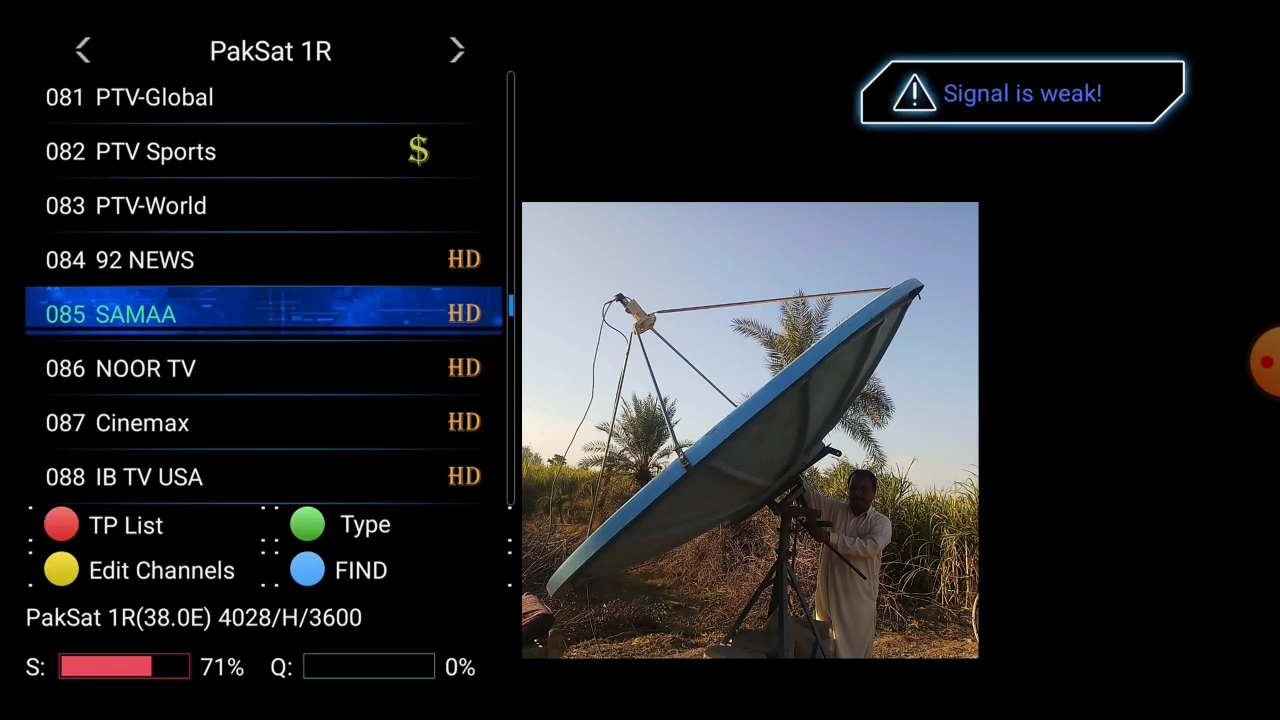 PakSat 1R
081 PTV-Global
082 PTV Sports $
083 PTV-World
084 92 NEWS HD
085 SAMAA HD
086 NOOR TV HD
087 Cinemax HD
088 IB TV USA HD
TP List
Type
Edit Channels
FIND
PakSat 1R(38.0E) 4028/H/3600
S: 71% Q: 0%
Signal is weak!